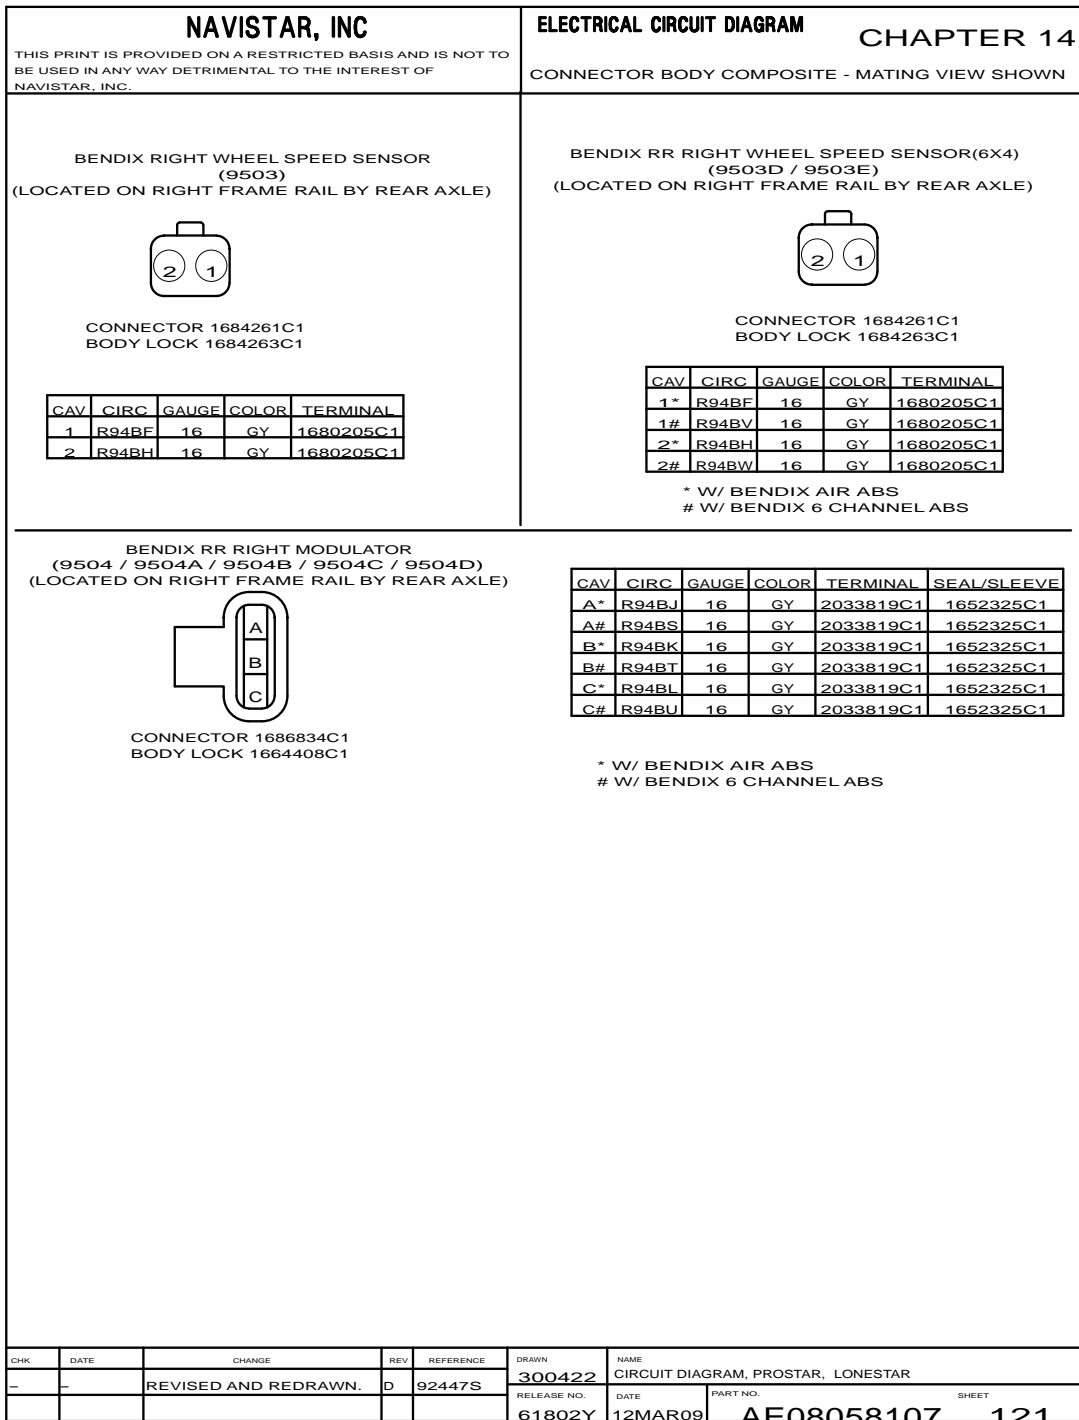 NAVISTAR, INC
THIS PRINT IS PROVIDED ON A RESTRICTED BASIS AND IS NOT TO
BE USED IN ANY WAY DETRIMENTAL TO THE INTEREST OF
NAVISTAR, INC.
ELECTRICAL CIRCUIT DIAGRAM
CHAPTER 14
CONNECTOR BODY COMPOSITE - MATING VIEW SHOWN
BENDIX RIGHT WHEEL SPEED SENSOR
(9503)
(LOCATED ON RIGHT FRAME RAIL BY REAR AXLE)
2 1
CONNECTOR 1684261C1
BODY LOCK 1684263C1
CAV CIRC GAUGE COLOR TERMINAL
1 R94BF 16 GY 1680205C1
2 R94BH 16 GY 1680205C1
BENDIX RR RIGHT WHEEL SPEED SENSOR(6X4)
(9503D / 9503E)
(LOCATED ON RIGHT FRAME RAIL BY REAR AXLE)
2 1
CONNECTOR 1684261C1
BODY LOCK 1684263C1
CAV CIRC GAUGE COLOR TERMINAL
1* R94BF 16 GY 1680205C1
1# R94BV 16 GY 1680205C1
2* R94BH 16 GY 1680205C1
2# R94BW 16 GY 1680205C1
* W/ BENDIX AIR ABS
# W/ BENDIX 6 CHANNEL ABS
BENDIX RR RIGHT MODULATOR
(9504 / 9504A / 9504B / 9504C / 9504D)
(LOCATED ON RIGHT FRAME RAIL BY REAR AXLE)
A
B
C
CONNECTOR 1686834C1
BODY LOCK 1664408C1
CAV CIRC GAUGE COLOR TERMINAL SEAL/SLEEVE
A* R94BJ 16 GY 2033819C1 1652325C1
A# R94BS 16 GY 2033819C1 1652325C1
B* R94BK 16 GY 2033819C1 1652325C1
B# R94BT 16 GY 2033819C1 1652325C1
C* R94BL 16 GY 2033819C1 1652325C1
C# R94BU 16 GY 2033819C1 1652325C1
* W/ BENDIX AIR ABS
# W/ BENDIX 6 CHANNEL ABS
CHK DATE CHANGE REV REFERENCE
– – REVISED AND REDRAWN. D 92447S
DRAWN
300422
NAME
CIRCUIT DIAGRAM, PROSTAR, LONESTAR
RELEASE NO. DATE PART NO. SHEET
61802Y 12MAR09 AE08058107 121